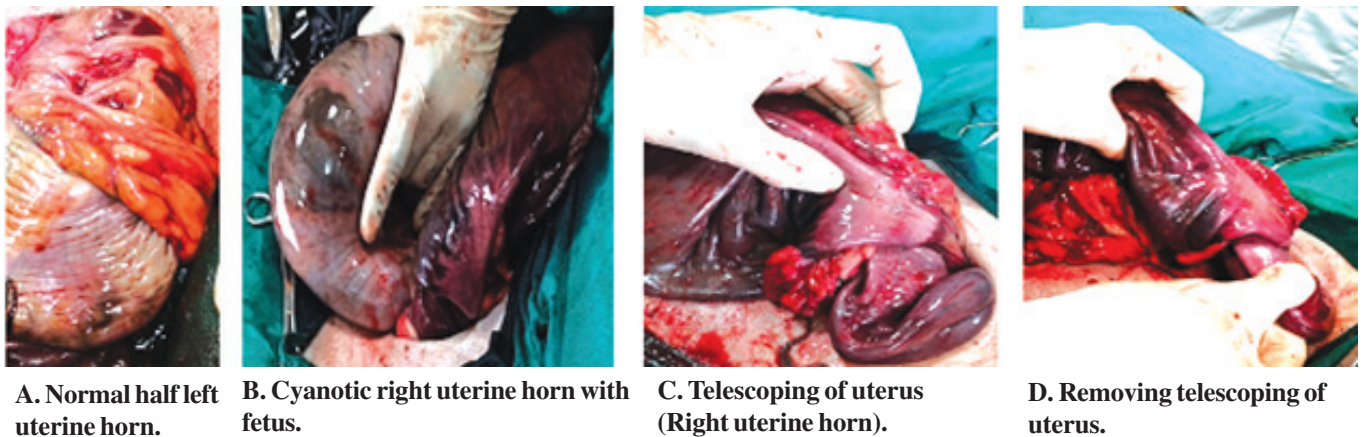 A. Normal half left
uterine horn.
B. Cyanotic right uterine horn with
fetus.
C. Telescoping of uterus
(Right uterine horn).
D. Removing telescoping of
uterus.